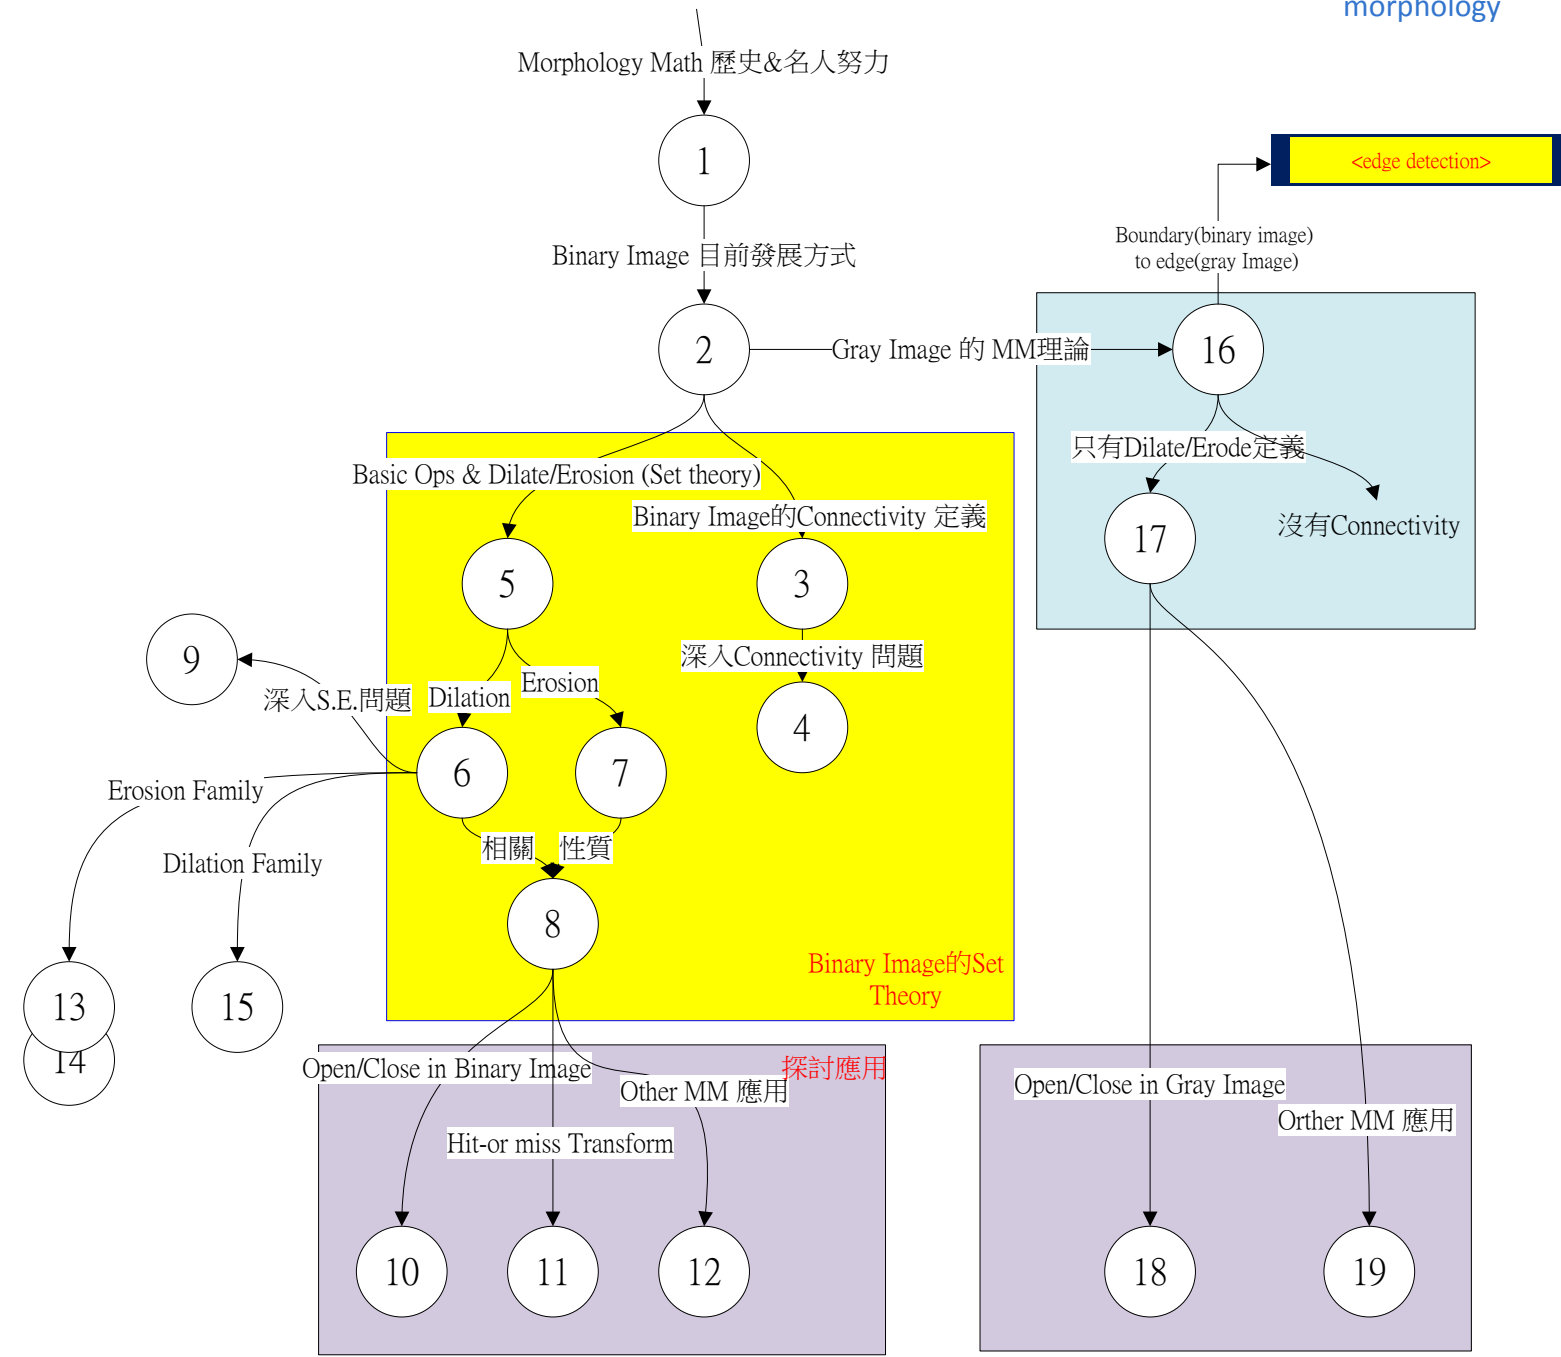 morphology
Morphology Math 歷史&名人努力
1
<edge detection>
Boundary(binary image)
to edge(gray Image)
Binary Image 目前發展方式
2
Gray Image 的 MM理論
16
只有Dilate/Erode定義
Basic Ops & Dilate/Erosion (Set theory)
Binary Image的Connectivity 定義
沒有Connectivity
17
5
3
9
深入Connectivity 問題
深入S.E.問題
Dilation
Erosion
4
6
7
Erosion Family
相關
性質
Dilation Family
8
Binary Image的Set
Theory
13
15
14
Open/Close in Binary Image
探討應用
Other MM 應用
Open/Close in Gray Image
Orther MM 應用
Hit-or miss Transform
10
11
12
18
19